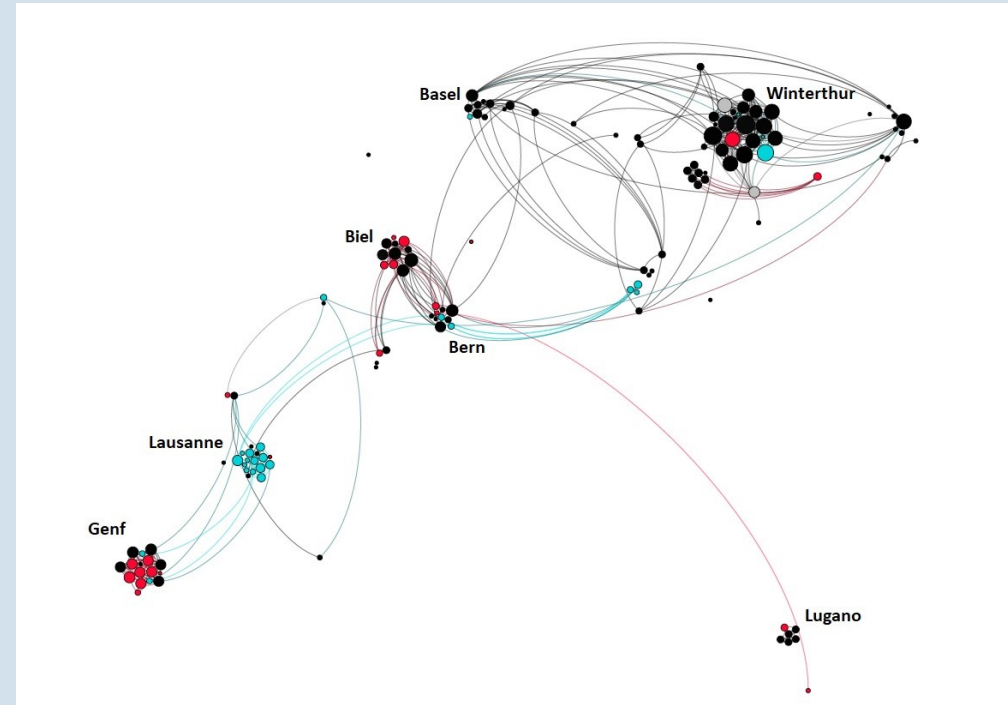 Basel
Winterthur
Biel
Bern
Lausanne
Genf
Lugano